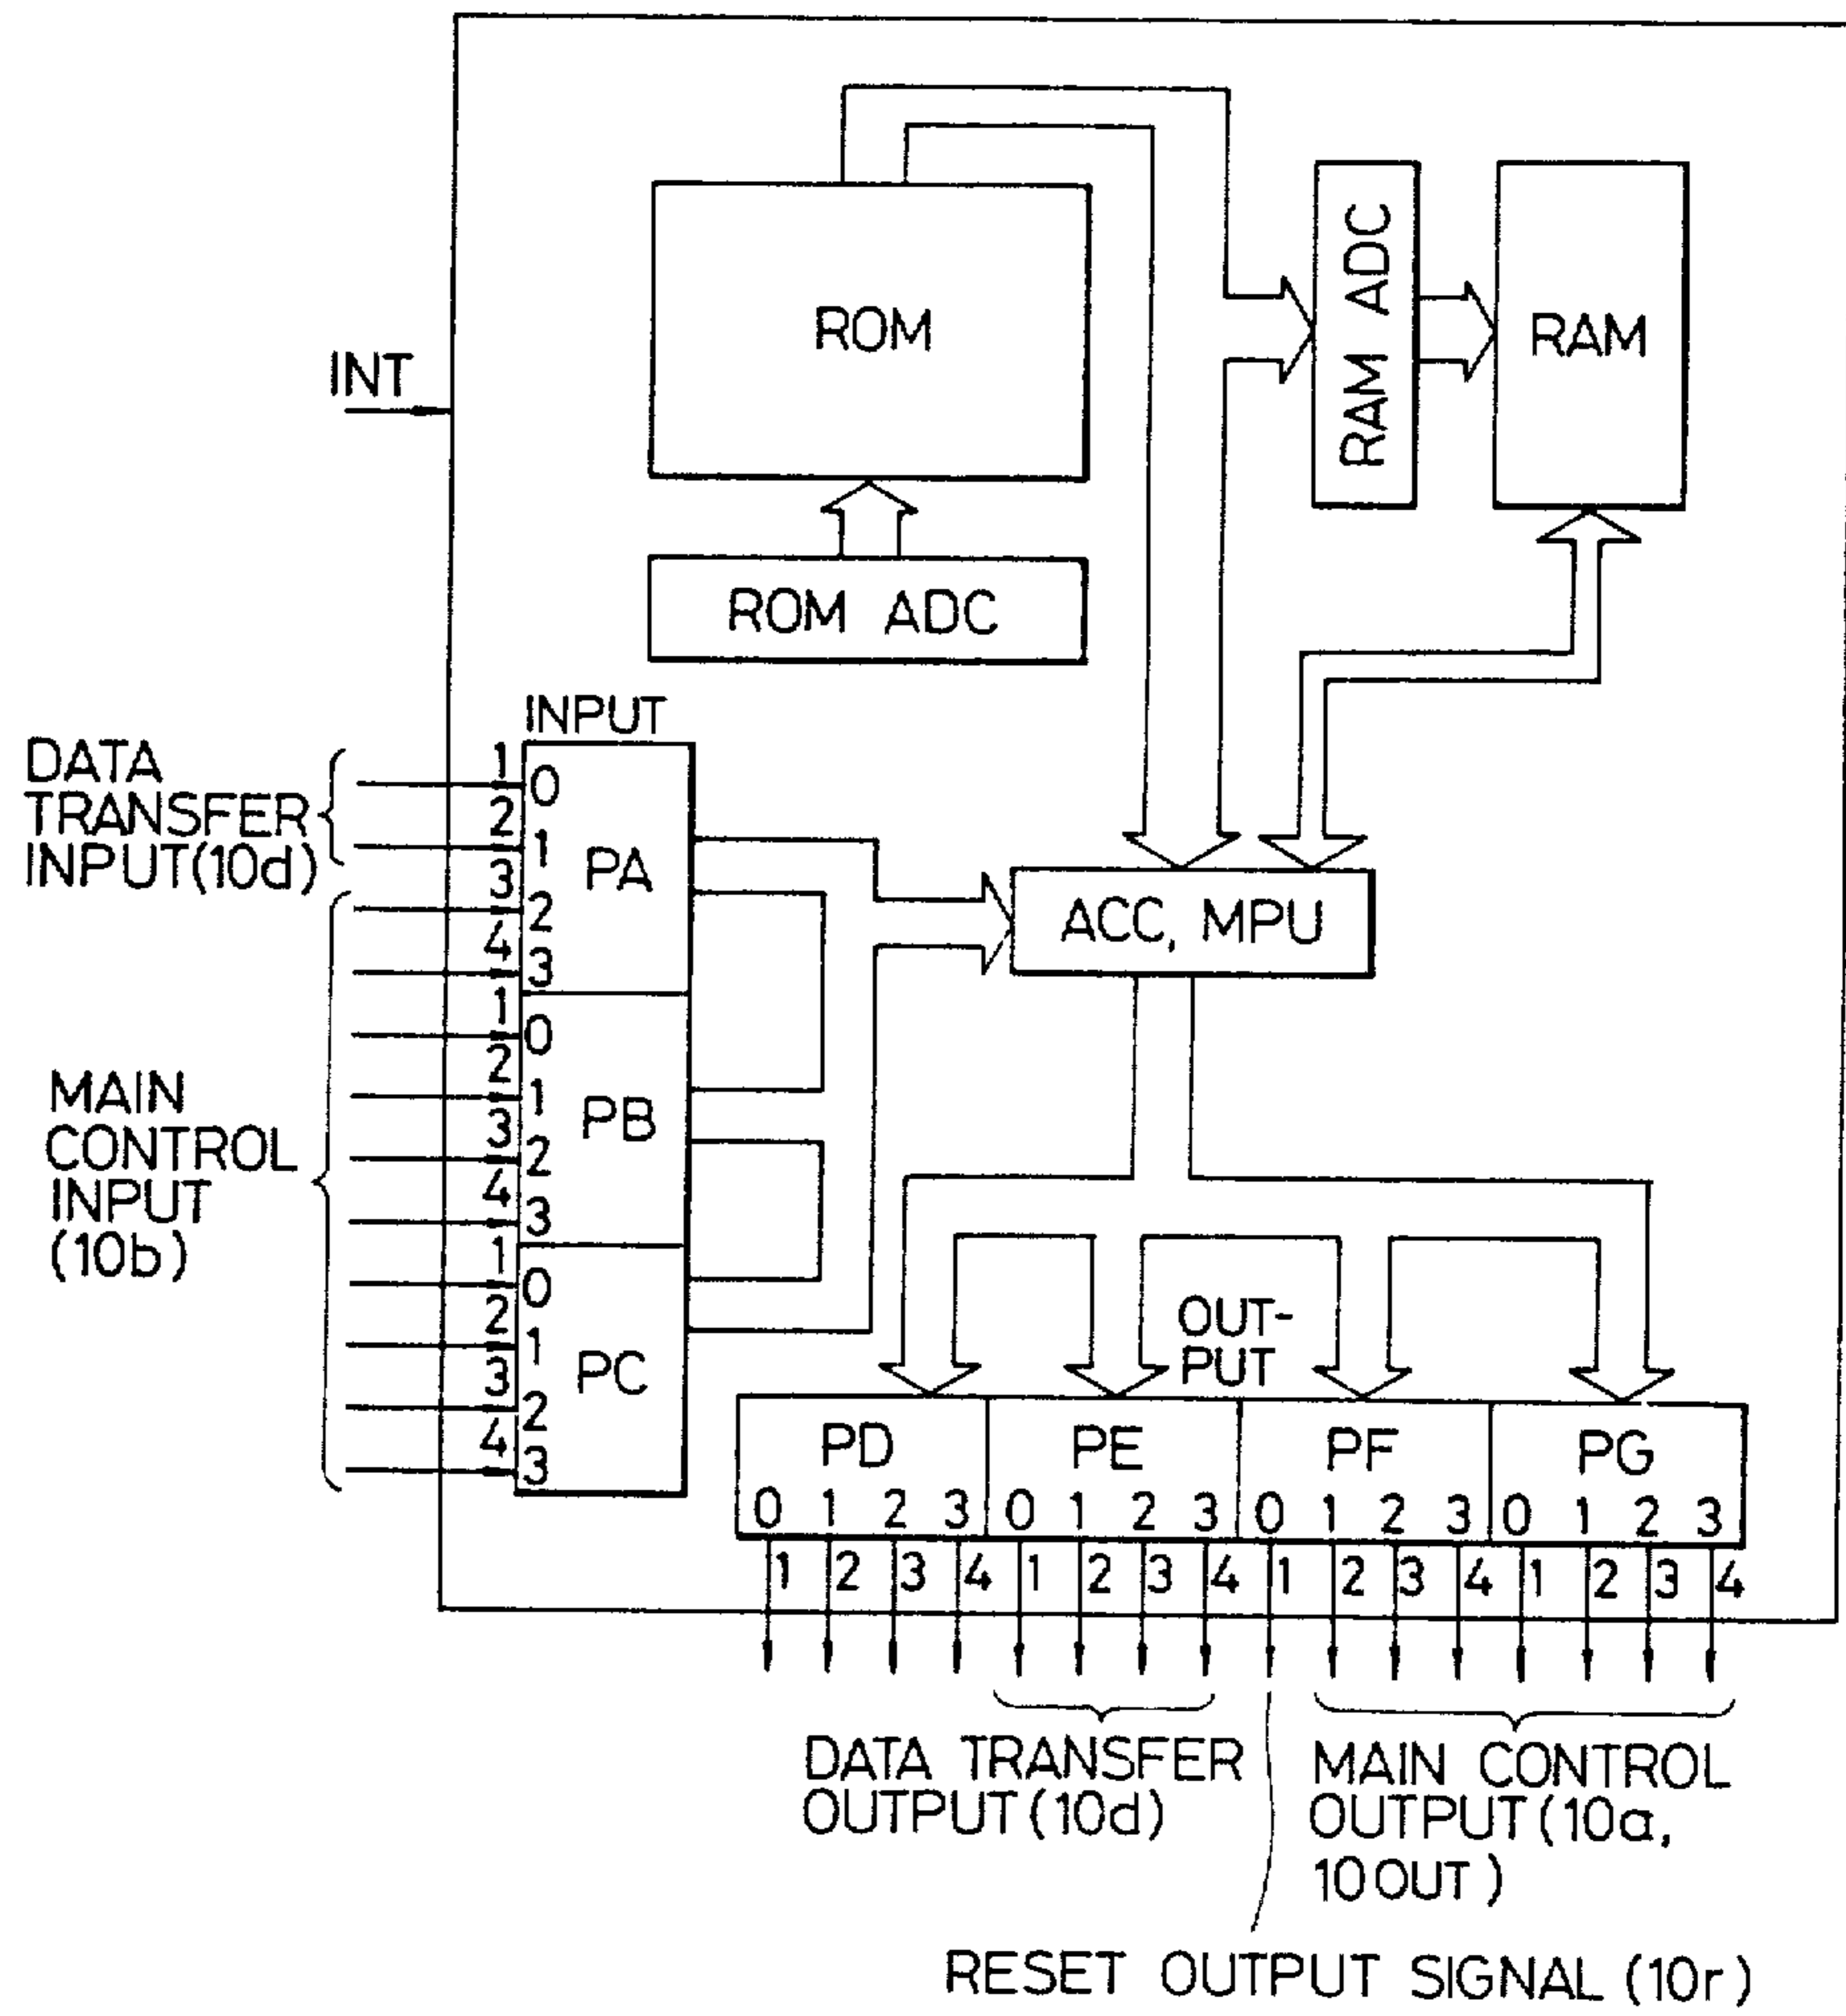 ROM
RAM ADC
RAM
INT
ROM ADC
INPUT
DATA
TRANSFER
INPUT(10d)
1
0
2
1
3
2
4
3
PA
ACC, MPU
MAIN
CONTROL
INPUT
(10b)
1
0
2
1
3
2
4
3
PB
1
0
2
1
3
2
4
3
PC
OUT-
PUT
PD PE PF PG
0 1 2 3 0 1 2 3 0 1 2 3 0 1 2 3
1 2 3 4 1 2 3 4 1 2 3 4 1 2 3 4
DATA TRANSFER
OUTPUT(10d)
MAIN CONTROL
OUTPUT(10a,
10OUT)
RESET OUTPUT SIGNAL (10r)